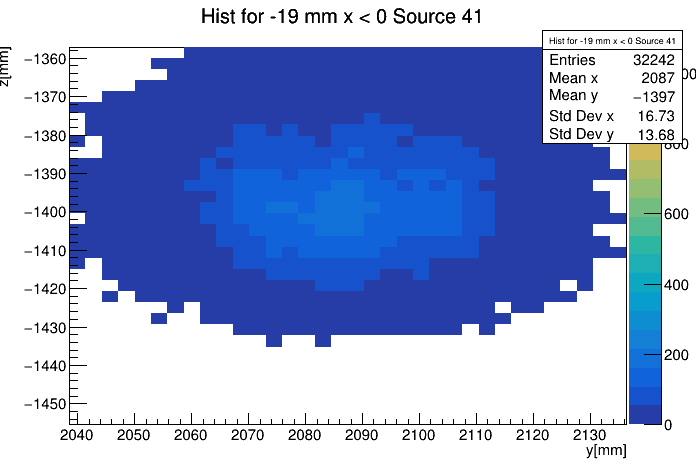 Hist for -19 mm x < 0 Source 41
z[mm]
Hist for -19 mm x < 0 Source 41
Entries 32242
Mean x 2087
Mean y −1397
Std Dev x 16.73
Std Dev y 13.68
−1360
−1370
−1380
−1390
−1400
−1410
−1420
−1430
−1440
−1450
2040 2050 2060 2070 2080 2090 2100 2110 2120 2130
y[mm]
800
600
400
200
0